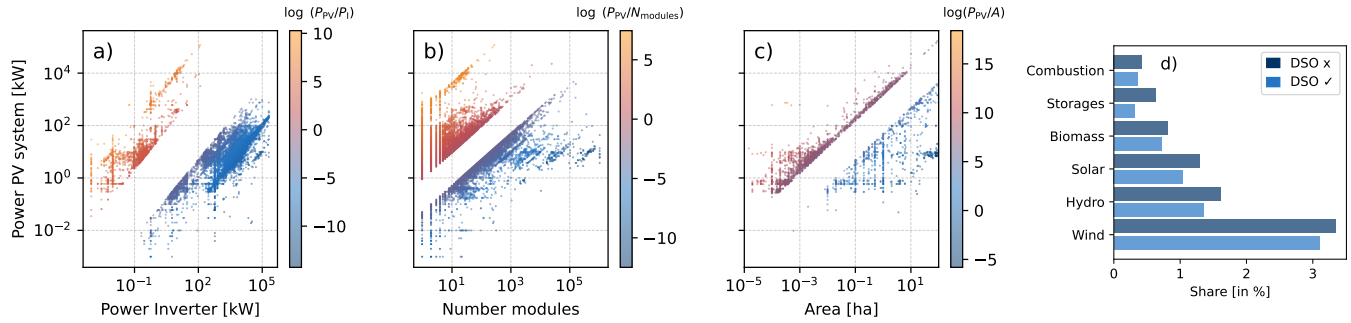 log (P_PV/P_I)
log (P_PV/N_modules)
log(P_PV/A)
a)
b)
c)
d)
Power PV system [kW]
10^4
10^2
10^0
10^−2
10^−1
10^2
10^5
Power Inverter [kW]
10
5
0
−5
−10
10^1
10^3
10^5
Number modules
5
0
−5
−10
10^−5
10^−3
10^−1
10^1
Area [ha]
15
10
5
0
−5
DSO x
DSO ✓
Combustion
Storages
Biomass
Solar
Hydro
Wind
0
1
2
3
Share [in %]